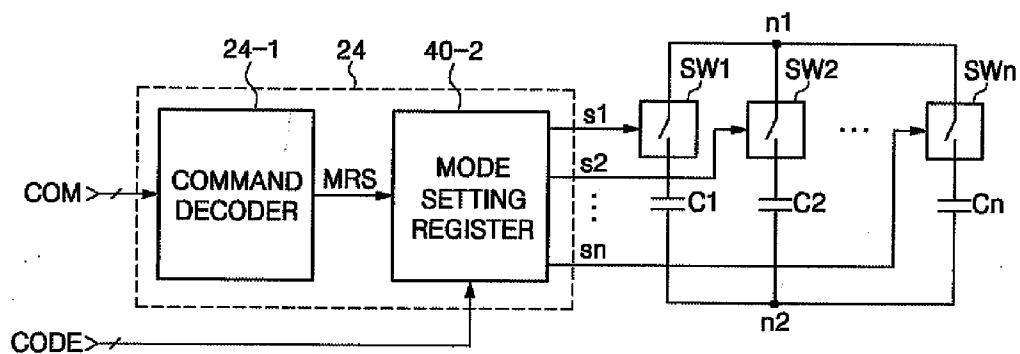 24-1
24
40-2
n1
SW1
SW2
SWn
s1
s2
COM
COMMAND
DECODER
MRS
MODE
SETTING
REGISTER
...
C1
C2
Cn
⋮
sn
n2
CODE